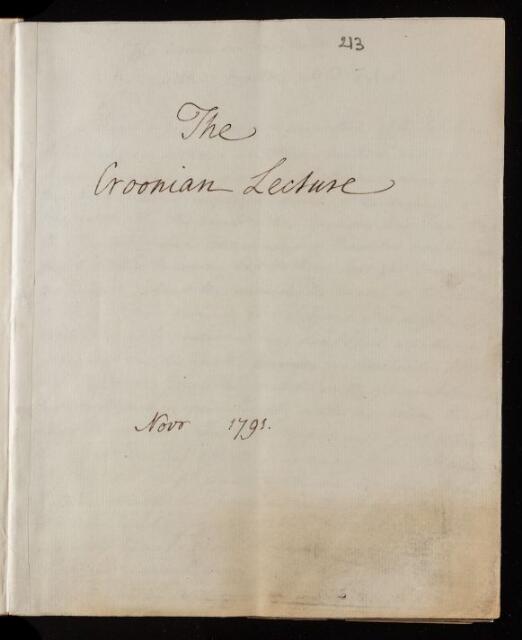 213
The
Croonian Lecture
Novr 1791.